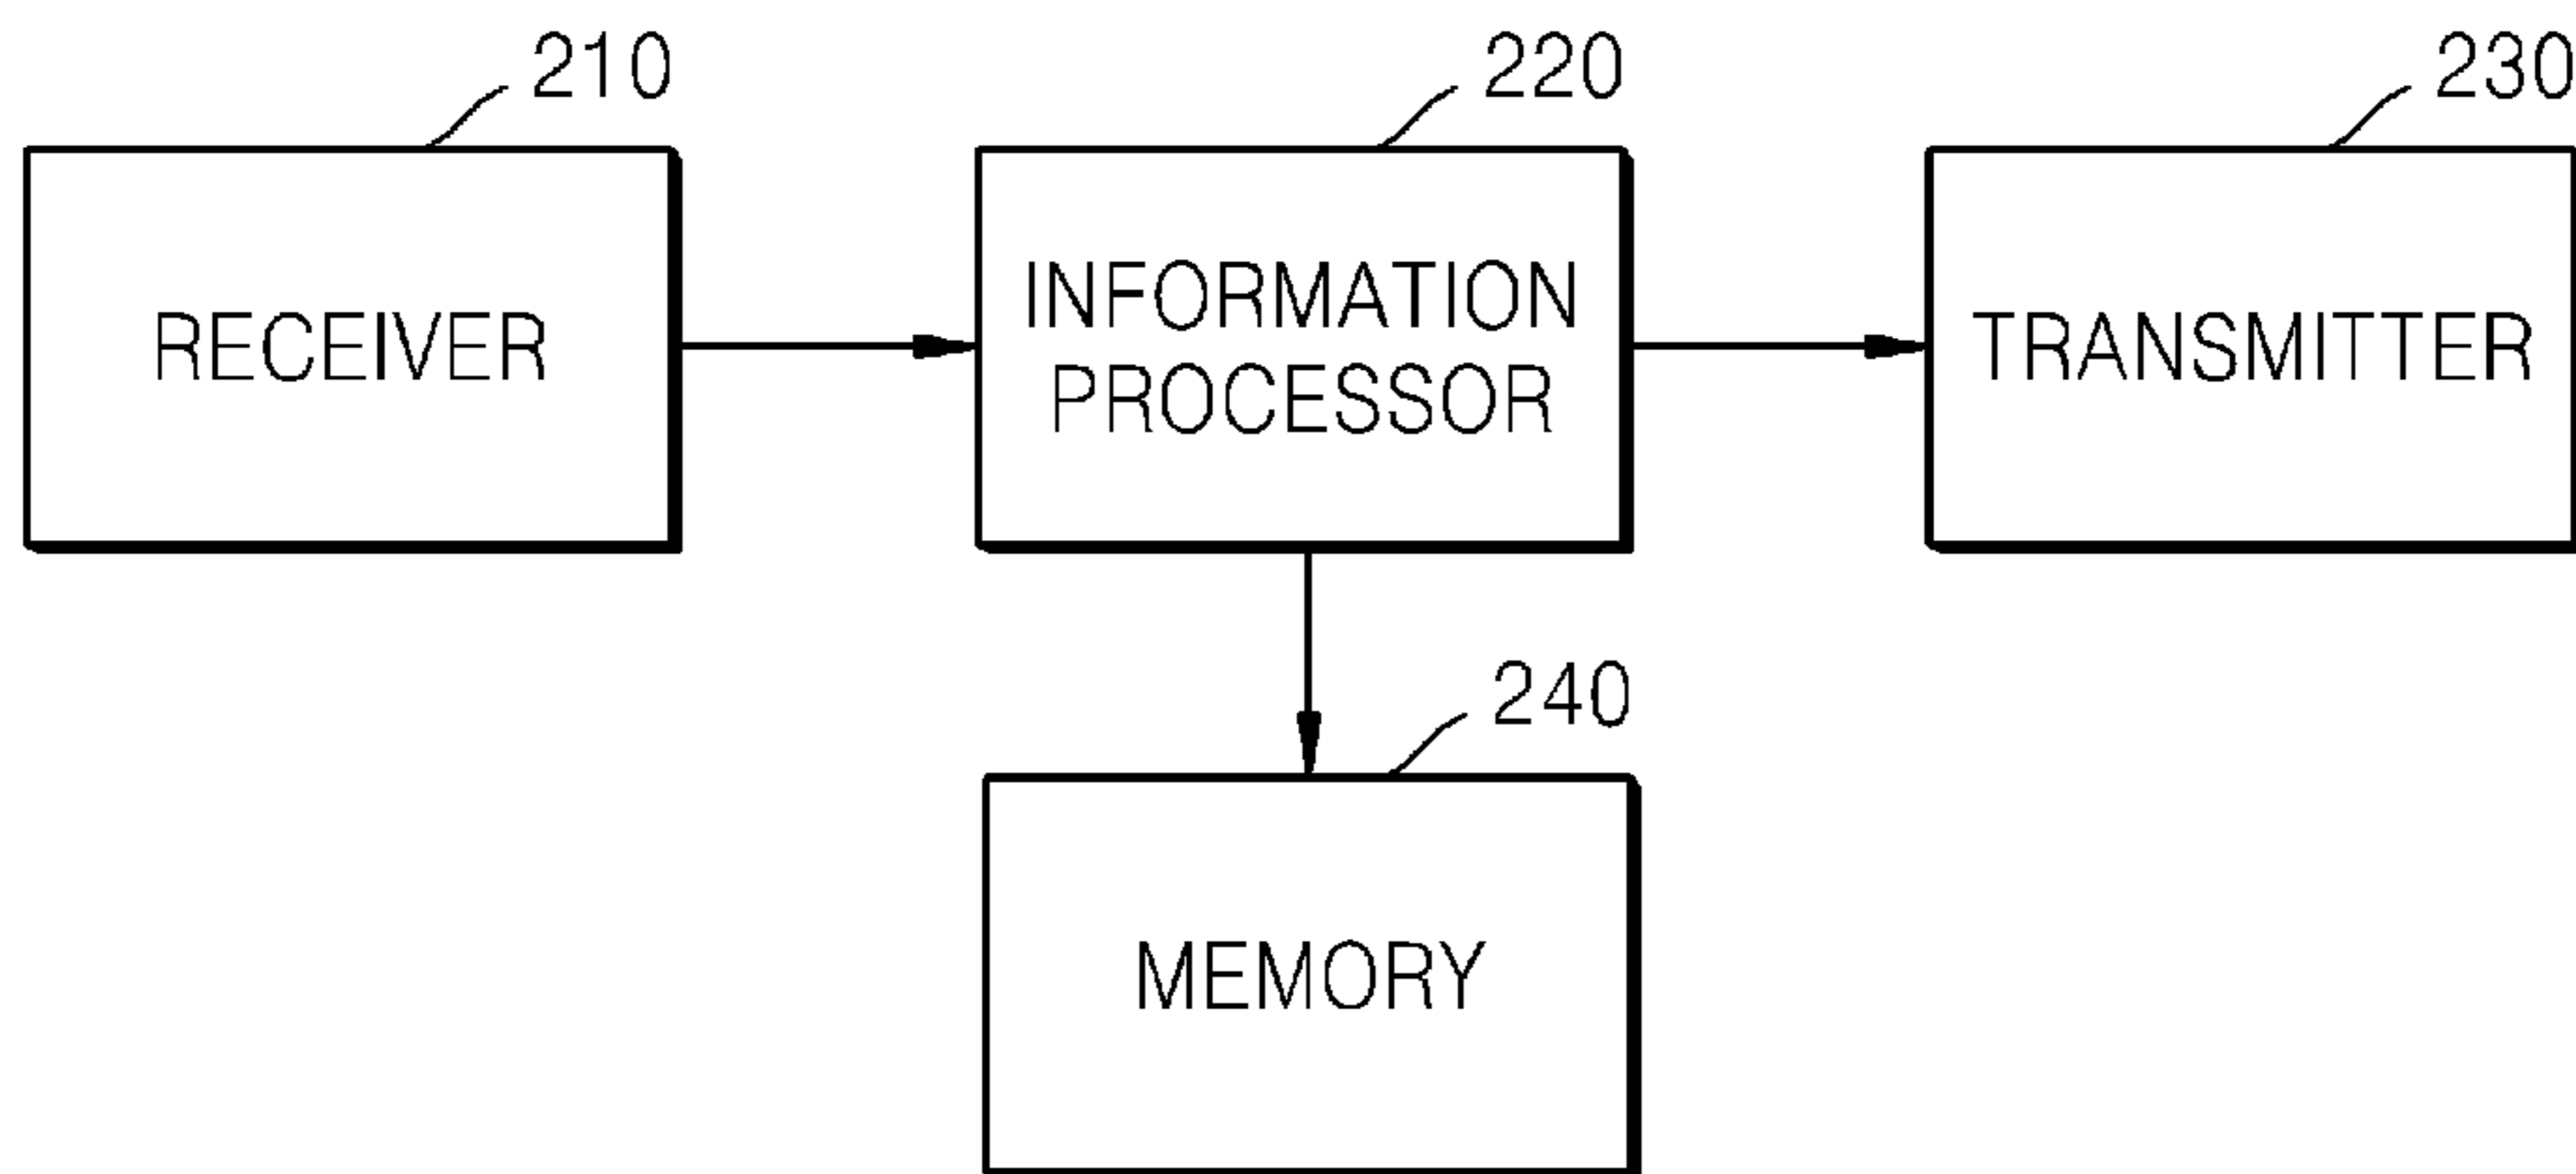 210
220
230
RECEIVER
INFORMATION
PROCESSOR
TRANSMITTER
240
MEMORY